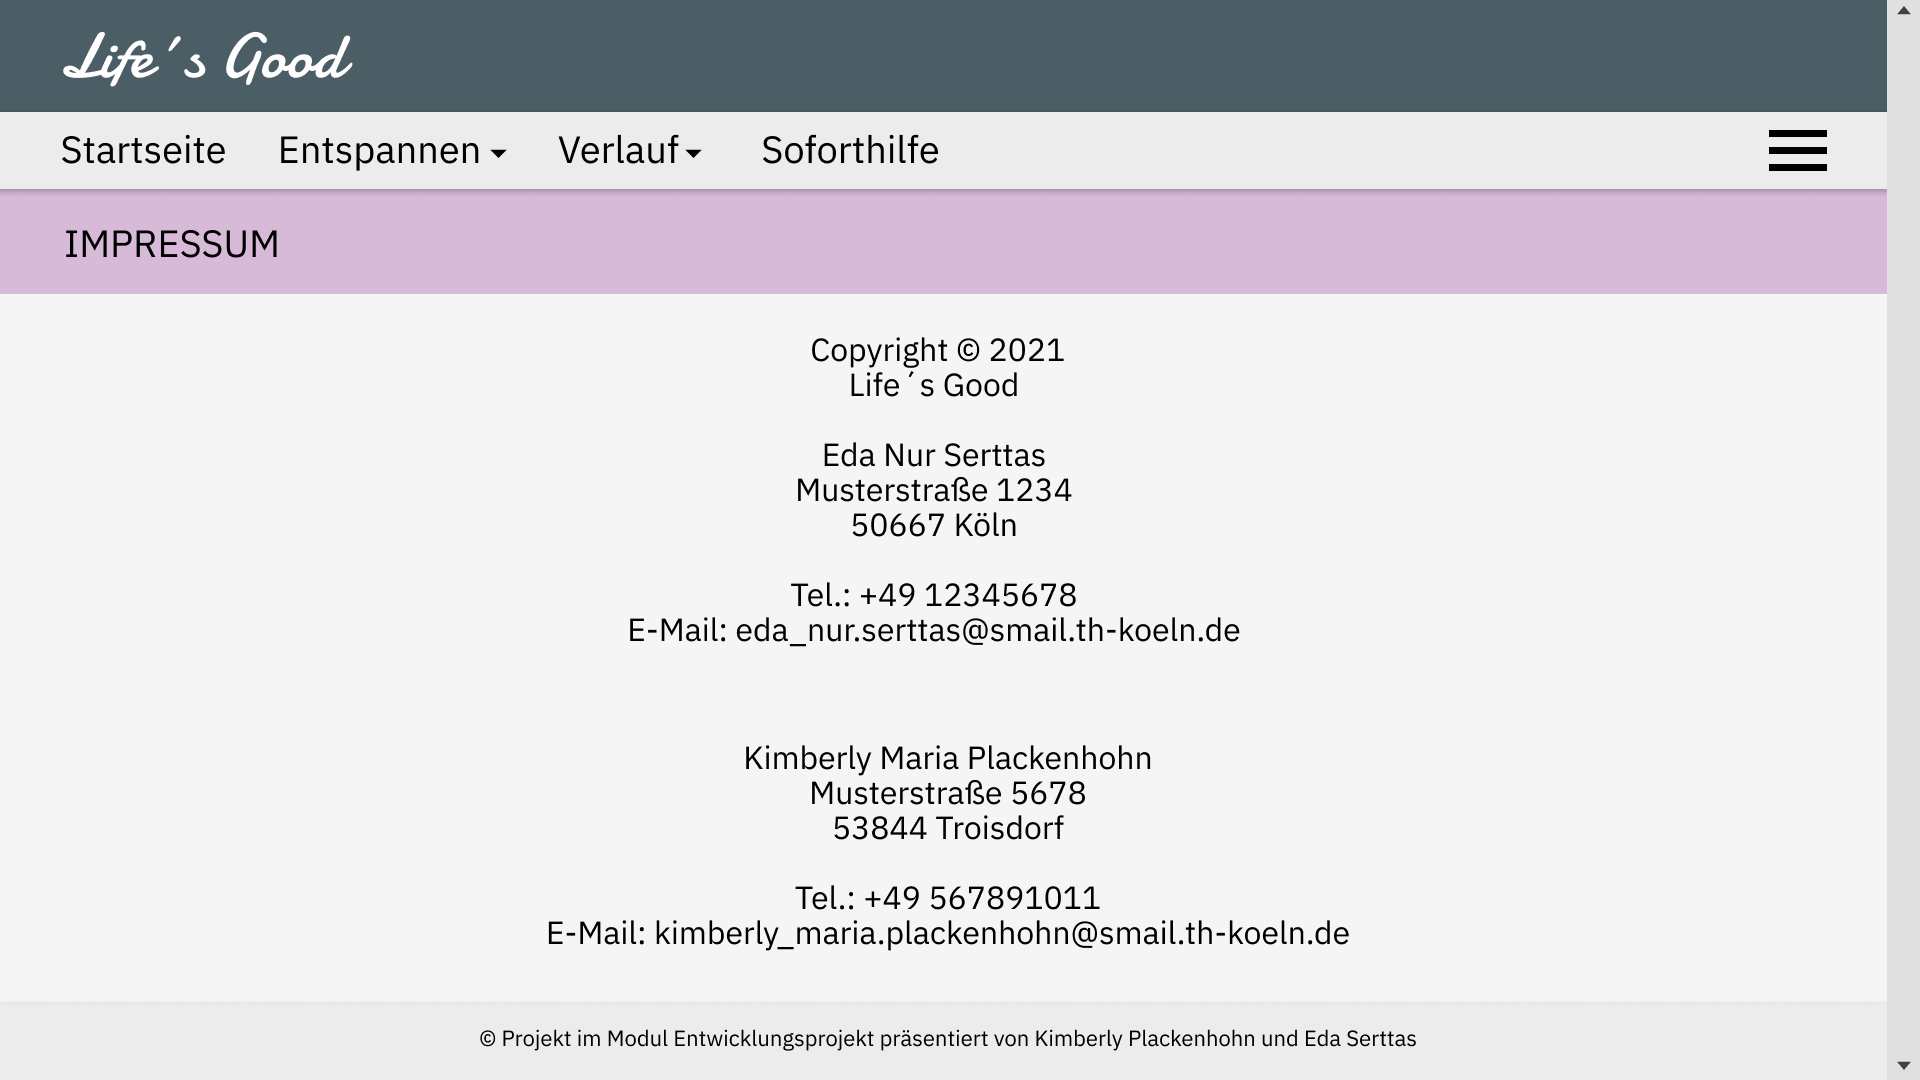 Life´s Good
Startseite Entspannen Verlauf Soforthilfe
IMPRESSUM
Copyright © 2021
Life´s Good
Eda Nur Serttas
Musterstraße 1234
50667 Köln
Tel.: +49 12345678
E-Mail: eda_nur.serttas@smail.th-koeln.de
Kimberly Maria Plackenhohn
Musterstraße 5678
53844 Troisdorf
Tel.: +49 567891011
E-Mail: kimberly_maria.plackenhohn@smail.th-koeln.de
© Projekt im Modul Entwicklungsprojekt präsentiert von Kimberly Plackenhohn und Eda Serttas